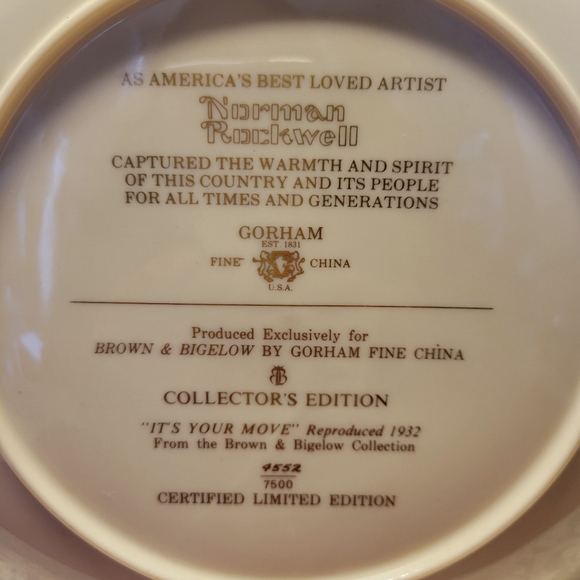 AS AMERICA'S BEST LOVED ARTIST
Norman
Rockwell
CAPTURED THE WARMTH AND SPIRIT
OF THIS COUNTRY AND ITS PEOPLE
FOR ALL TIMES AND GENERATIONS
GORHAM
EST. 1831
FINE CHINA
U.S.A.
Produced Exclusively for
BROWN & BIGELOW BY GORHAM FINE CHINA
COLLECTOR'S EDITION
"IT'S YOUR MOVE" Reproduced 1932
From the Brown & Bigelow Collection
4552
7500
CERTIFIED LIMITED EDITION